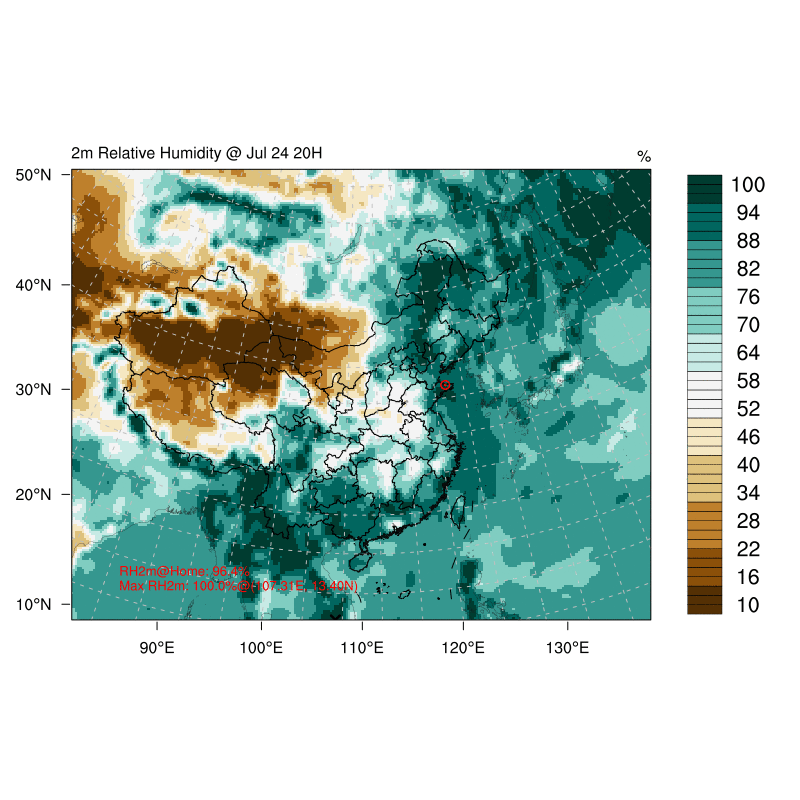 2m Relative Humidity @ Jul 24 20H
%
50°N
40°N
30°N
20°N
10°N
90°E
100°E
110°E
120°E
130°E
100
94
88
82
76
70
64
58
52
46
40
34
28
22
16
10
RH2m@Home: 96.4%
Max RH2m: 100.0%@(107.31E, 13.40N)